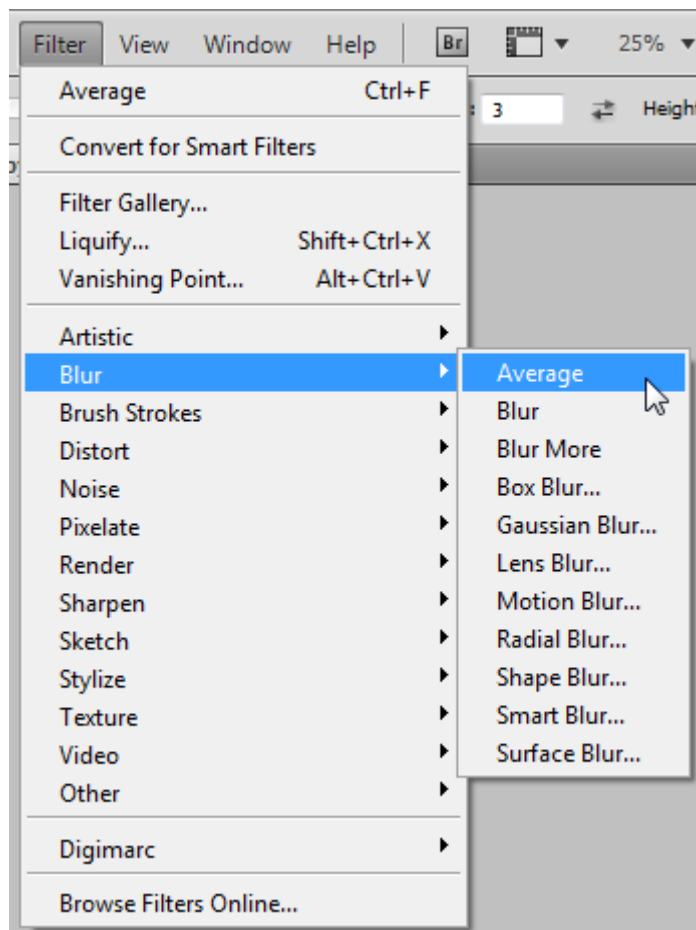 Filter View Window Help Br 25%
Average Ctrl+F
3 Height
Convert for Smart Filters
Filter Gallery...
Liquify... Shift+Ctrl+X
Vanishing Point... Alt+Ctrl+V
Artistic
Blur
Brush Strokes
Distort
Noise
Pixelate
Render
Sharpen
Sketch
Stylize
Texture
Video
Other
Digimarc
Browse Filters Online...
Average
Blur
Blur More
Box Blur...
Gaussian Blur...
Lens Blur...
Motion Blur...
Radial Blur...
Shape Blur...
Smart Blur...
Surface Blur...